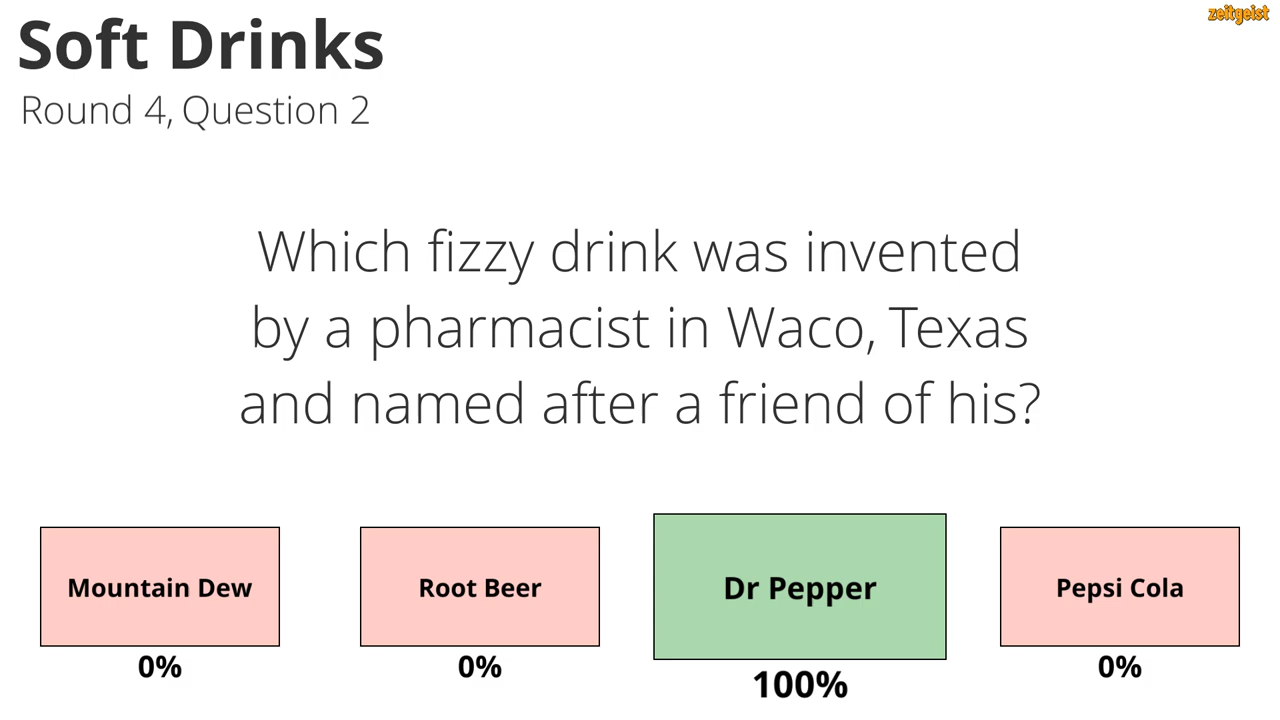 zeitgeist
Soft Drinks
Round 4, Question 2
Which fizzy drink was invented
by a pharmacist in Waco, Texas
and named after a friend of his?
Mountain Dew
Root Beer
Dr Pepper
Pepsi Cola
0%
0%
100%
0%